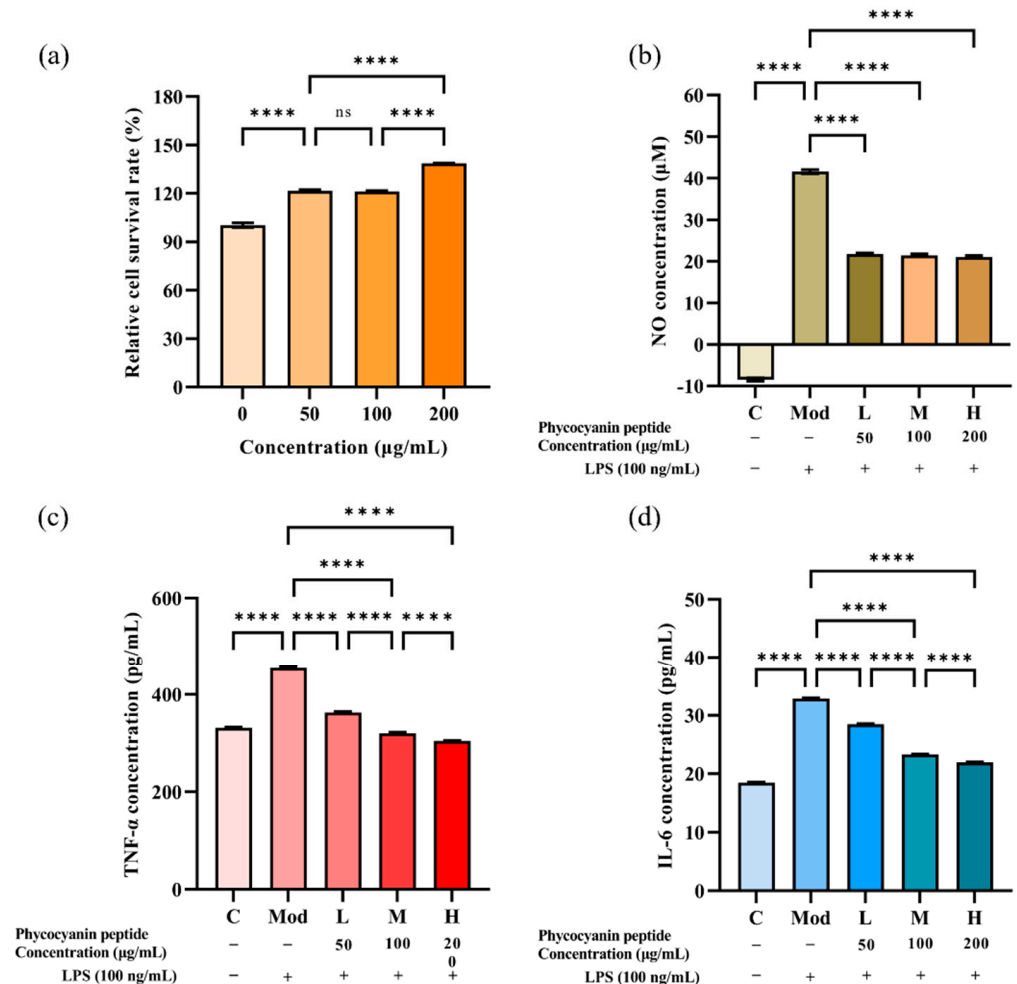 (a)
****
**** ns ****
Relative cell survival rate (%)
180
150
120
90
60
30
0
0 50 100 200
Concentration (μg/mL)
(b)
****
**** ****
****
NO concentration (μM)
60
50
40
30
20
10
0
-10
C Mod L M H
Phycocyanin peptide
Concentration (μg/mL) – – 50 100 200
LPS (100 ng/mL) – + + + +
(c)
****
****
**** **** **** ****
TNF-α concentration (pg/mL)
600
400
200
0
C Mod L M H
Phycocyanin peptide
Concentration (μg/mL) – – 50 100 20
0
LPS (100 ng/mL) – + + + +
(d)
****
****
**** **** **** ****
IL-6 concentration (pg/mL)
50
40
30
20
10
0
C Mod L M H
Phycocyanin peptide
Concentration (μg/mL) – – 50 100 200
LPS (100 ng/mL) – + + + +